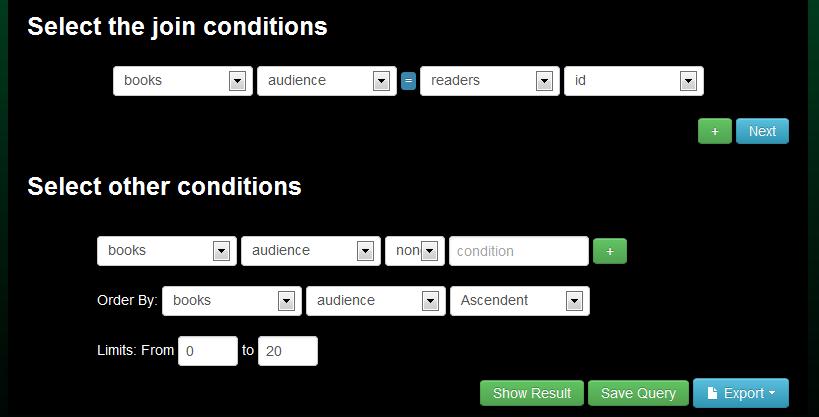 Select the join conditions
books audience = readers id
+ Next
Select other conditions
books audience non condition +
Order By: books audience Ascendent
Limits: From 0 to 20
Show Result Save Query Export